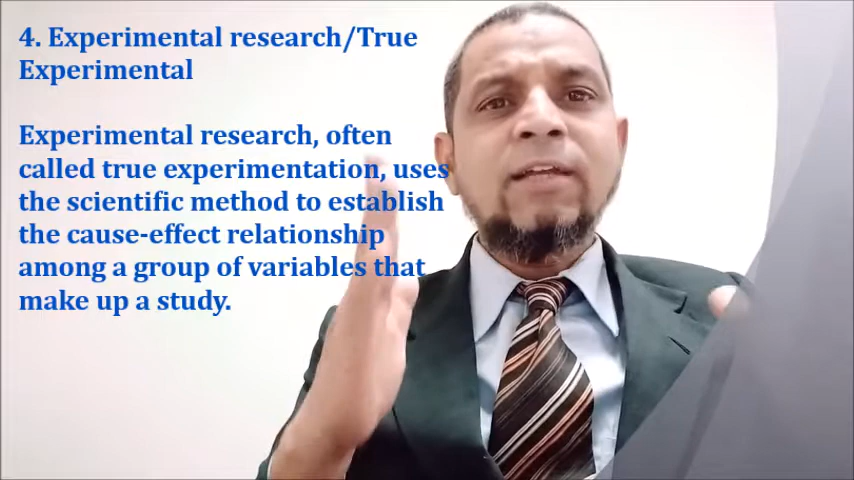 4. Experimental research/True
Experimental
Experimental research, often
called true experimentation, uses
the scientific method to establish
the cause-effect relationship
among a group of variables that
make up a study.